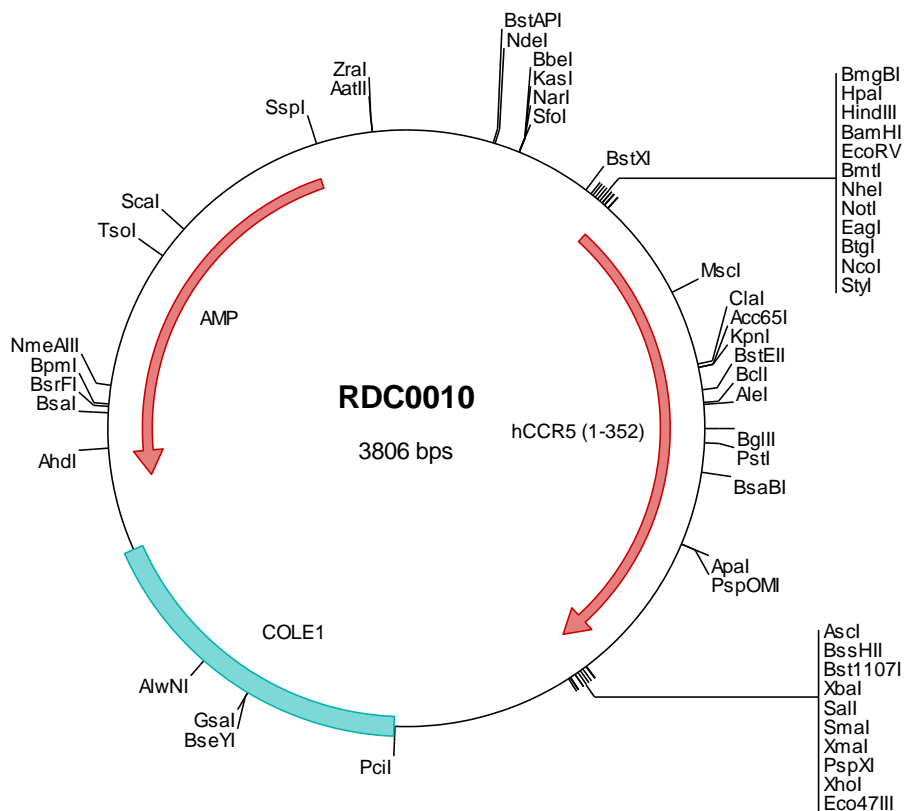 BstAPI
NdeI
BbeI
KasI
NarI
SfoI
ZraI
AatII
SspI
ScaI
TsoI
BstXI
BmgBI
HpaI
HindIII
BamHI
EcoRV
BmtI
NheI
NotI
EagI
BtgI
NcoI
StyI
MscI
ClaI
Acc65I
KpnI
BstEII
BclI
AleI
BglII
PstI
BsaBI
ApaI
PspOMI
AMP
NmeAIII
BpmI
BsrFI
BsaI
AhdI
RDC0010
3806 bps
hCCR5 (1-352)
COLE1
AlwNI
GsaI
BseYI
PciI
AscI
BssHII
Bst1107I
XbaI
SalI
SmaI
XmaI
PspXI
XhoI
Eco47III